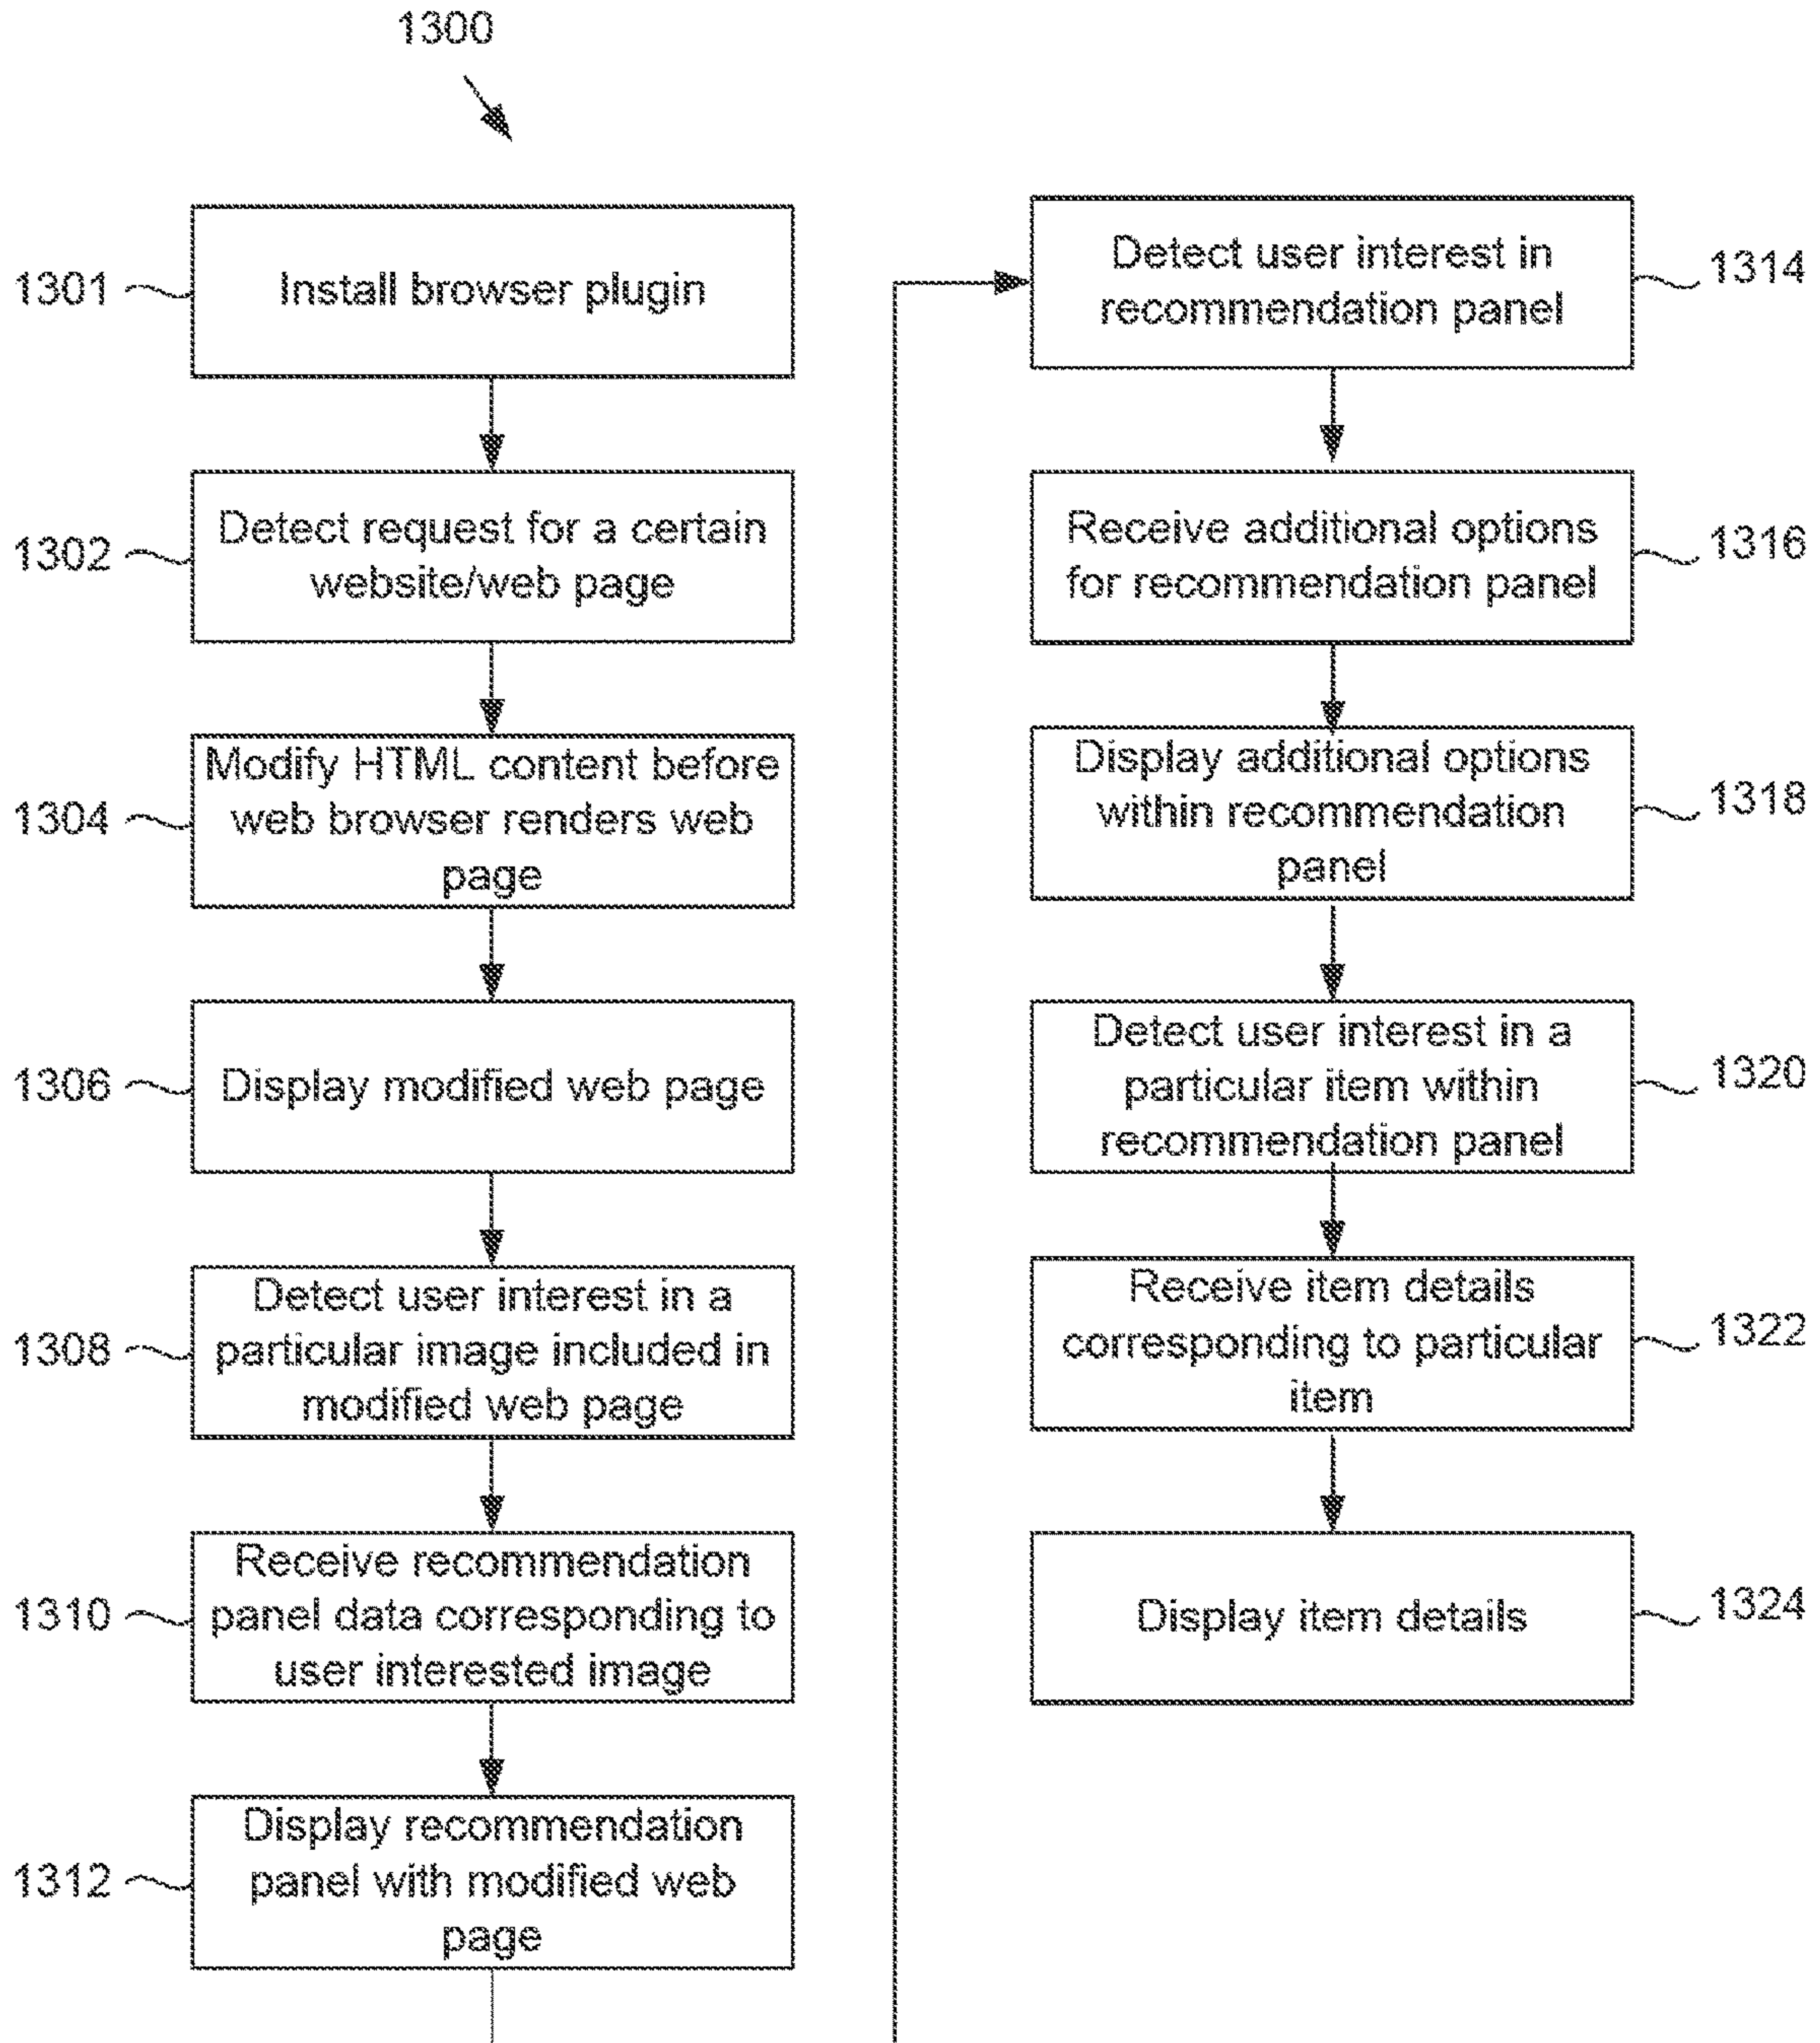 1300
1301
Install browser plugin
1302
Detect request for a certain
website/web page
1304
Modify HTML content before
web browser renders web
page
1306
Display modified web page
1308
Detect user interest in a
particular image included in
modified web page
1310
Receive recommendation
panel data corresponding to
user interested image
1312
Display recommendation
panel with modified web
page
Detect user interest in
recommendation panel
1314
Receive additional options
for recommendation panel
1316
Display additional options
within recommendation
panel
1318
Detect user interest in a
particular item within
recommendation panel
1320
Receive item details
corresponding to particular
item
1322
Display item details
1324